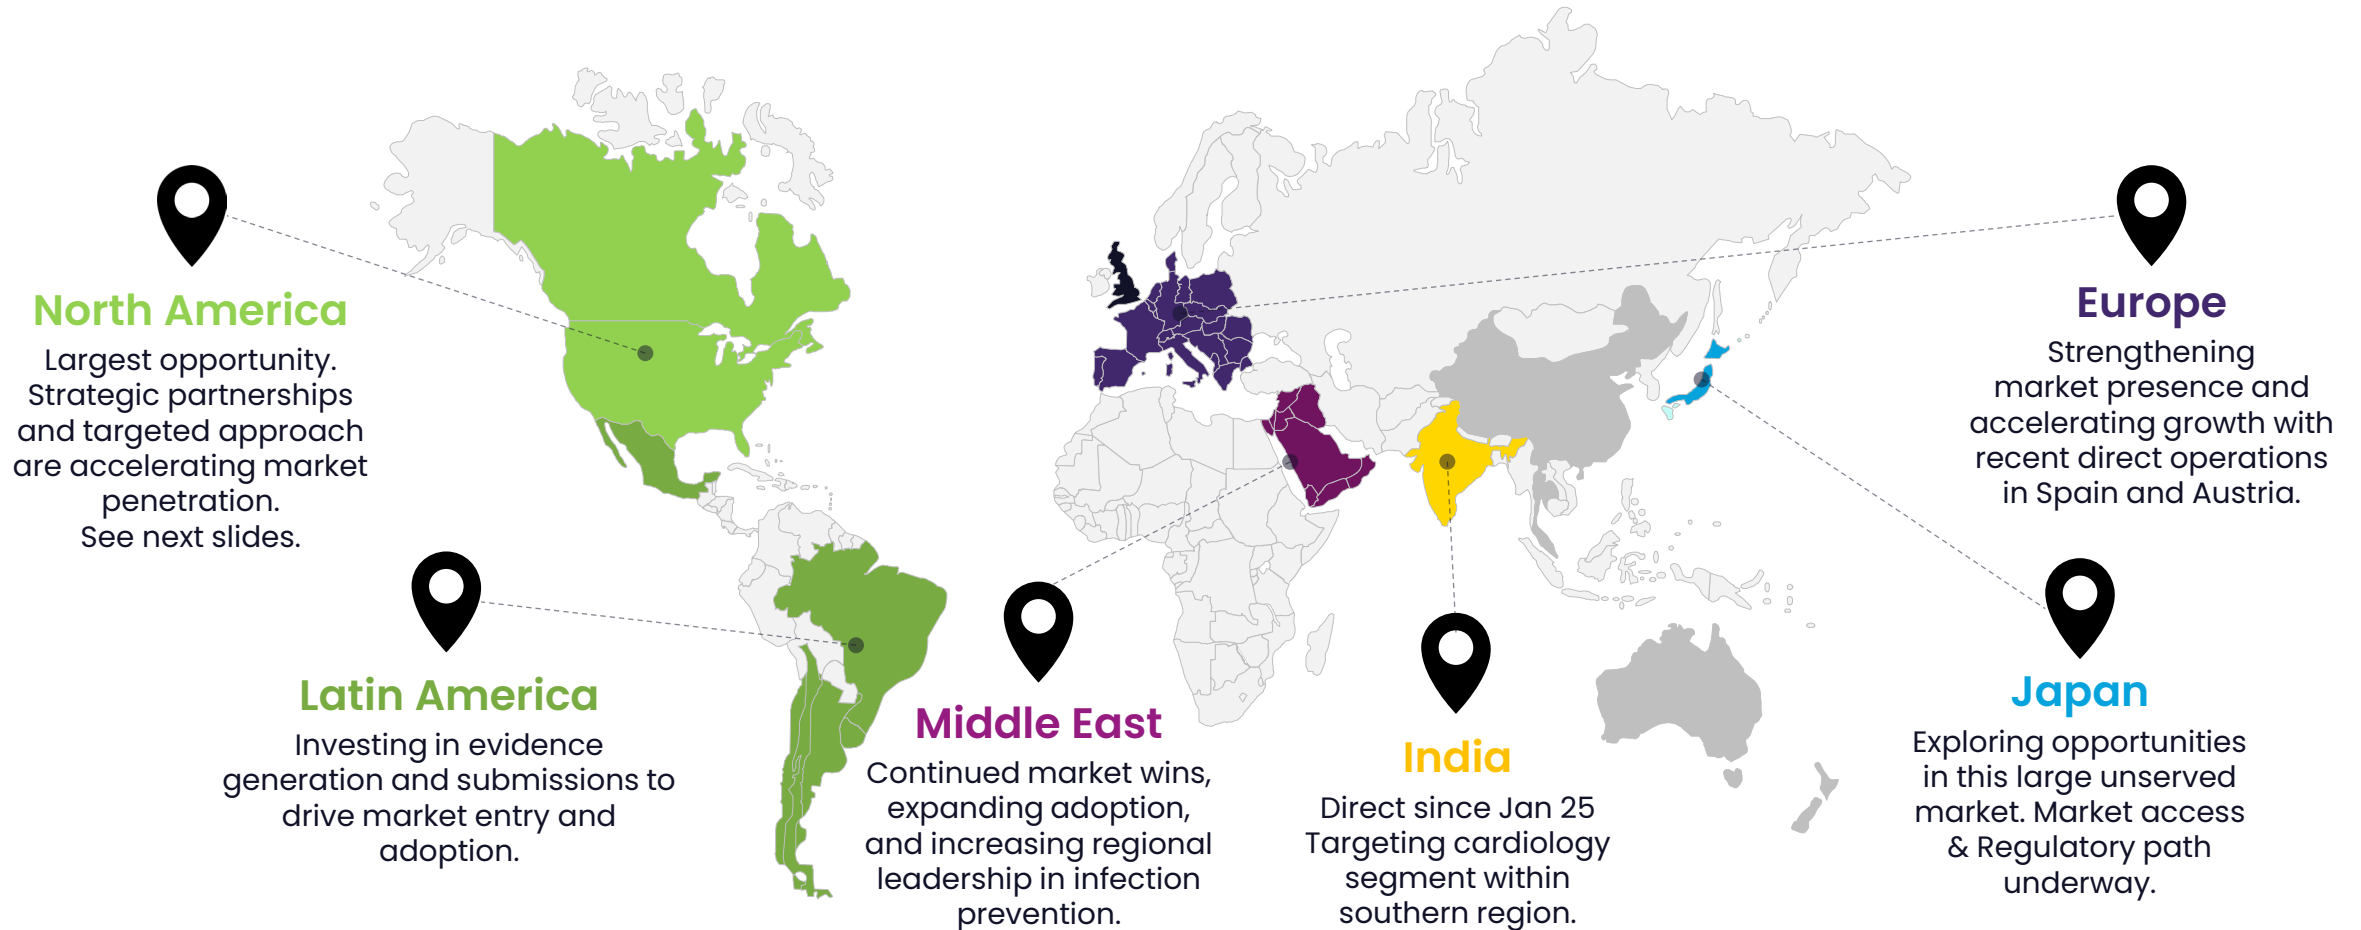 North America
Largest opportunity.
Strategic partnerships
and targeted approach
are accelerating market
penetration.
See next slides.
Latin America
Investing in evidence
generation and submissions to
drive market entry and
adoption.
Middle East
Continued market wins,
expanding adoption,
and increasing regional
leadership in infection
prevention.
India
Direct since Jan 25
Targeting cardiology
segment within
southern region.
Europe
Strengthening
market presence and
accelerating growth with
recent direct operations
in Spain and Austria.
Japan
Exploring opportunities
in this large unserved
market. Market access
& Regulatory path
underway.